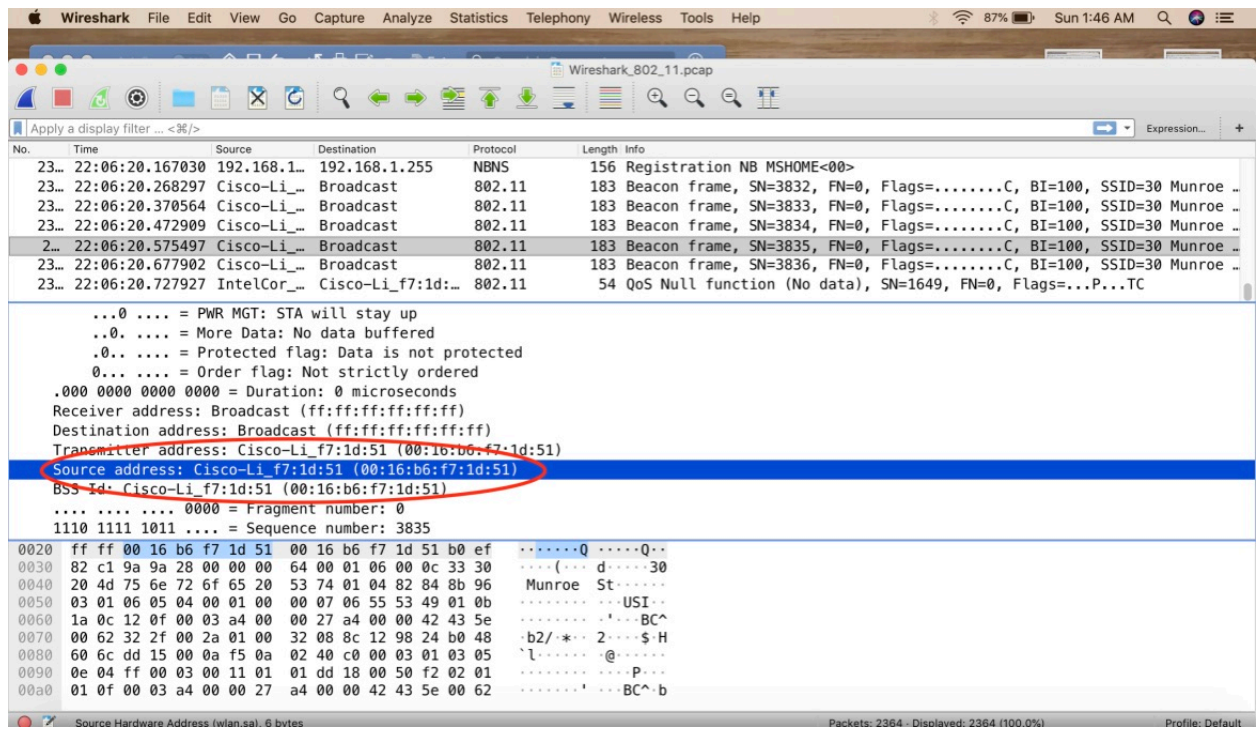 Wireshark File Edit View Go Capture Analyze Statistics Telephony Wireless Tools Help 87% Sun 1:46 AM
Wireshark_802_11.pcap
Apply a display filter ... <⌘/> Expression... +
No. Time Source Destination Protocol Length Info
23… 22:06:20.167030 192.168.1… 192.168.1.255 NBNS 156 Registration NB MSHOME<00>
23… 22:06:20.268297 Cisco-Li_… Broadcast 802.11 183 Beacon frame, SN=3832, FN=0, Flags=........C, BI=100, SSID=30 Munroe …
23… 22:06:20.370564 Cisco-Li_… Broadcast 802.11 183 Beacon frame, SN=3833, FN=0, Flags=........C, BI=100, SSID=30 Munroe …
23… 22:06:20.472909 Cisco-Li_… Broadcast 802.11 183 Beacon frame, SN=3834, FN=0, Flags=........C, BI=100, SSID=30 Munroe …
2… 22:06:20.575497 Cisco-Li_… Broadcast 802.11 183 Beacon frame, SN=3835, FN=0, Flags=........C, BI=100, SSID=30 Munroe …
23… 22:06:20.677902 Cisco-Li_… Broadcast 802.11 183 Beacon frame, SN=3836, FN=0, Flags=........C, BI=100, SSID=30 Munroe …
23… 22:06:20.727927 IntelCor_… Cisco-Li_f7:1d:… 802.11 54 QoS Null function (No data), SN=1649, FN=0, Flags=...P...TC
...0 .... = PWR MGT: STA will stay up
..0. .... = More Data: No data buffered
.0.. .... = Protected flag: Data is not protected
0... .... = Order flag: Not strictly ordered
.000 0000 0000 0000 = Duration: 0 microseconds
Receiver address: Broadcast (ff:ff:ff:ff:ff:ff)
Destination address: Broadcast (ff:ff:ff:ff:ff:ff)
Transmitter address: Cisco-Li_f7:1d:51 (00:16:b6:f7:1d:51)
Source address: Cisco-Li_f7:1d:51 (00:16:b6:f7:1d:51)
BSS Id: Cisco-Li_f7:1d:51 (00:16:b6:f7:1d:51)
.... .... .... 0000 = Fragment number: 0
1110 1111 1011 .... = Sequence number: 3835
0020 ff ff 00 16 b6 f7 1d 51 00 16 b6 f7 1d 51 b0 ef ·······Q ·····Q··
0030 82 c1 9a 9a 28 00 00 00 64 00 01 06 00 0c 33 30 ····(··· d·····30
0040 20 4d 75 6e 72 6f 65 20 53 74 01 04 82 84 8b 96 Munroe St······
0050 03 01 06 05 04 00 01 00 00 07 06 55 53 49 01 0b ········ ···USI··
0060 1a 0c 12 0f 00 03 a4 00 00 27 a4 00 00 42 43 5e ········ ·'···BC^
0070 00 62 32 2f 00 2a 01 00 32 08 8c 12 98 24 b0 48 ·b2/·*·· 2····$·H
0080 60 6c dd 15 00 0a f5 0a 02 40 c0 00 03 01 03 05 `l······ ·@······
0090 0e 04 ff 00 03 00 11 01 01 dd 18 00 50 f2 02 01 ········ ····P···
00a0 01 0f 00 03 a4 00 00 27 a4 00 00 42 43 5e 00 62 ·······' ···BC^·b
Source Hardware Address (wlan.sa), 6 bytes Packets: 2364 · Displayed: 2364 (100.0%) Profile: Default